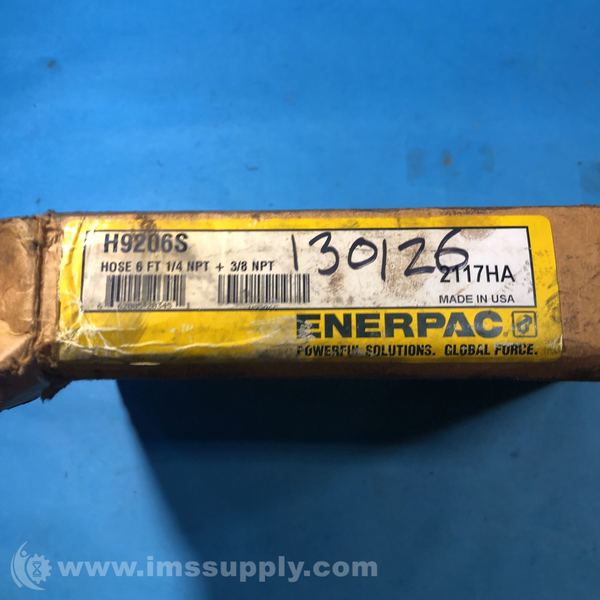 H9206S
HOSE 6 FT 1/4 NPT + 3/8 NPT
130126
2117HA
MADE IN USA
ENERPAC
POWERFUL SOLUTIONS. GLOBAL FORCE.
www.imssupply.com